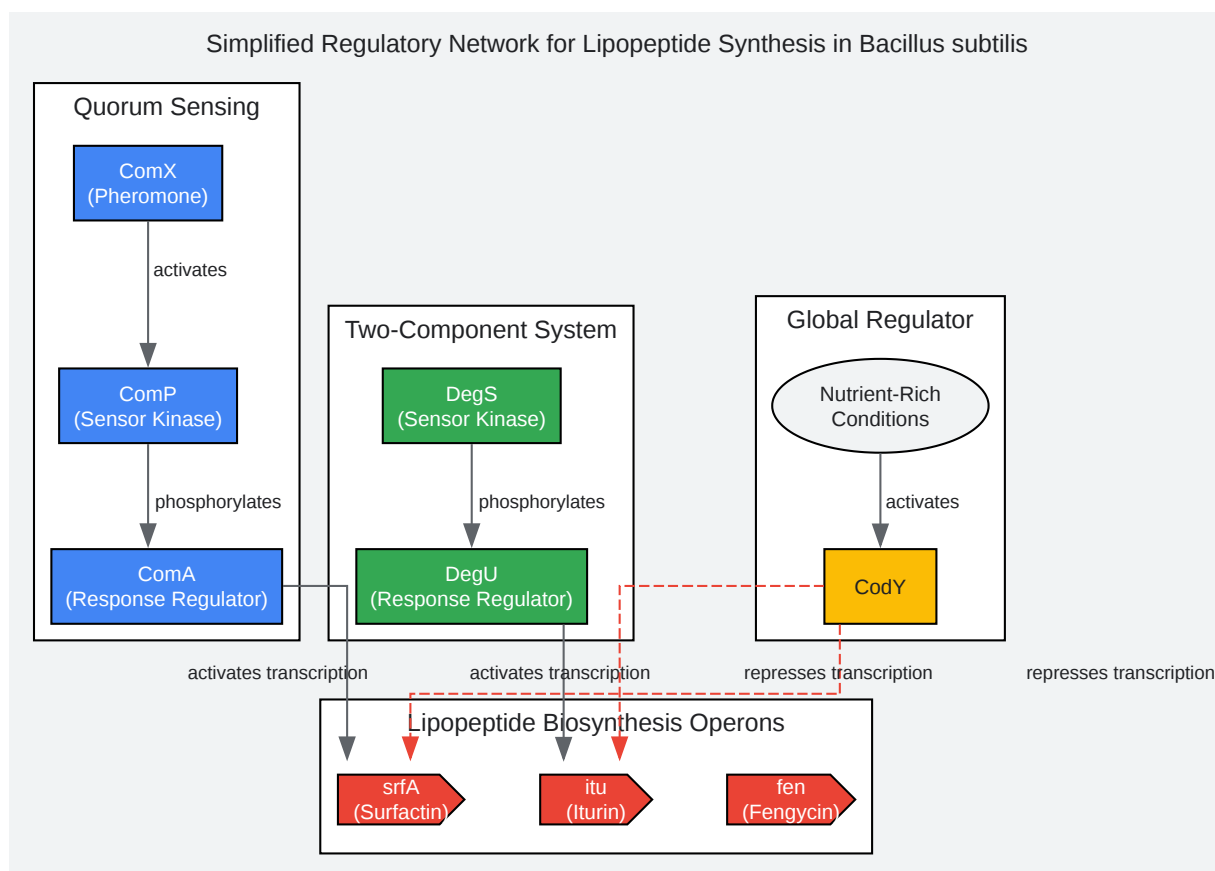 Simplified Regulatory Network for Lipopeptide Synthesis in Bacillus subtilis
Quorum Sensing
ComX
(Pheromone)
activates
ComP
(Sensor Kinase)
phosphorylates
ComA
(Response Regulator)
Two-Component System
DegS
(Sensor Kinase)
phosphorylates
DegU
(Response Regulator)
Global Regulator
Nutrient-Rich
Conditions
activates
CodY
activates transcription
activates transcription
represses transcription
represses transcription
Lipopeptide Biosynthesis Operons
srfA
(Surfactin)
itu
(Iturin)
fen
(Fengycin)